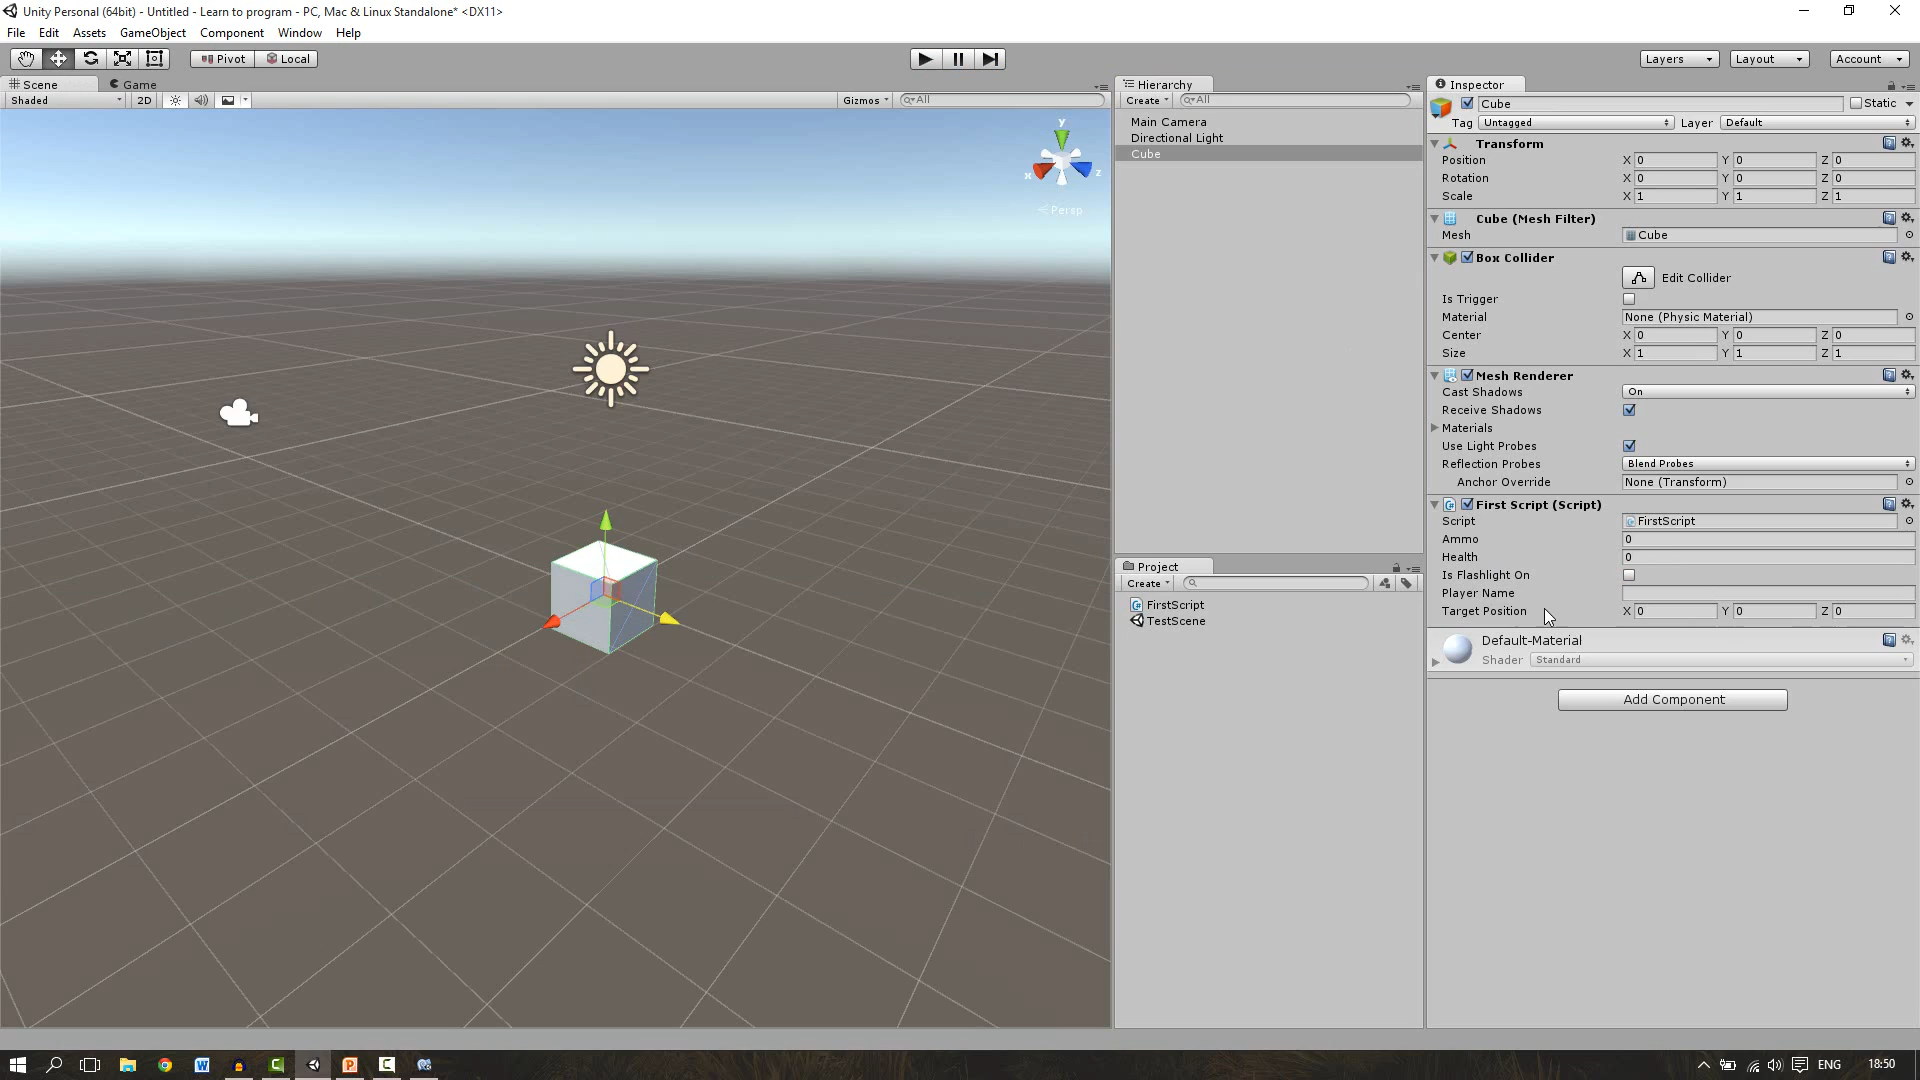 Unity Personal (64bit) - Untitled - Learn to program - PC, Mac & Linux Standalone* <DX11>
File Edit Assets GameObject Component Window Help
Pivot Local Layers Layout Account
Scene Game
Shaded 2D Gizmos All
y
x z
Persp
Hierarchy
Create All
Main Camera
Directional Light
Cube
Project
Create
FirstScript
TestScene
Inspector
Cube Static
Tag Untagged Layer Default
Transform
Position X 0 Y 0 Z 0
Rotation X 0 Y 0 Z 0
Scale X 1 Y 1 Z 1
Cube (Mesh Filter)
Mesh Cube
Box Collider
Edit Collider
Is Trigger
Material None (Physic Material)
Center X 0 Y 0 Z 0
Size X 1 Y 1 Z 1
Mesh Renderer
Cast Shadows On
Receive Shadows
Materials
Use Light Probes
Reflection Probes Blend Probes
Anchor Override None (Transform)
First Script (Script)
Script FirstScript
Ammo 0
Health 0
Is Flashlight On
Player Name
Target Position X 0 Y 0 Z 0
Default-Material
Shader Standard
Add Component
ENG 18:50